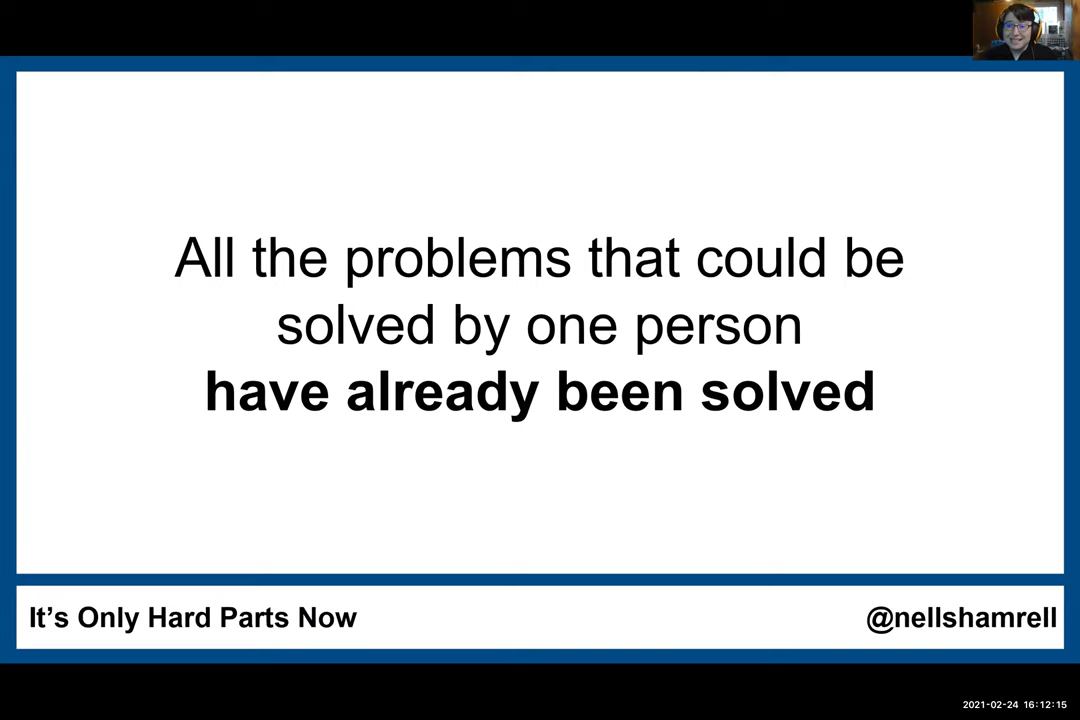 All the problems that could be
solved by one person
have already been solved
It’s Only Hard Parts Now
@nellshamrell
2021-02-24 16:12:15